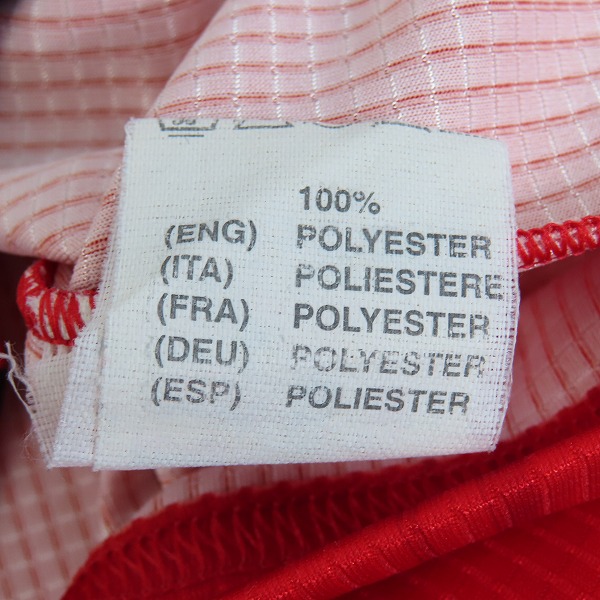 100%
(ENG) POLYESTER
(ITA) POLIESTERE
(FRA) POLYESTER
(DEU) POLYESTER
(ESP) POLIESTER